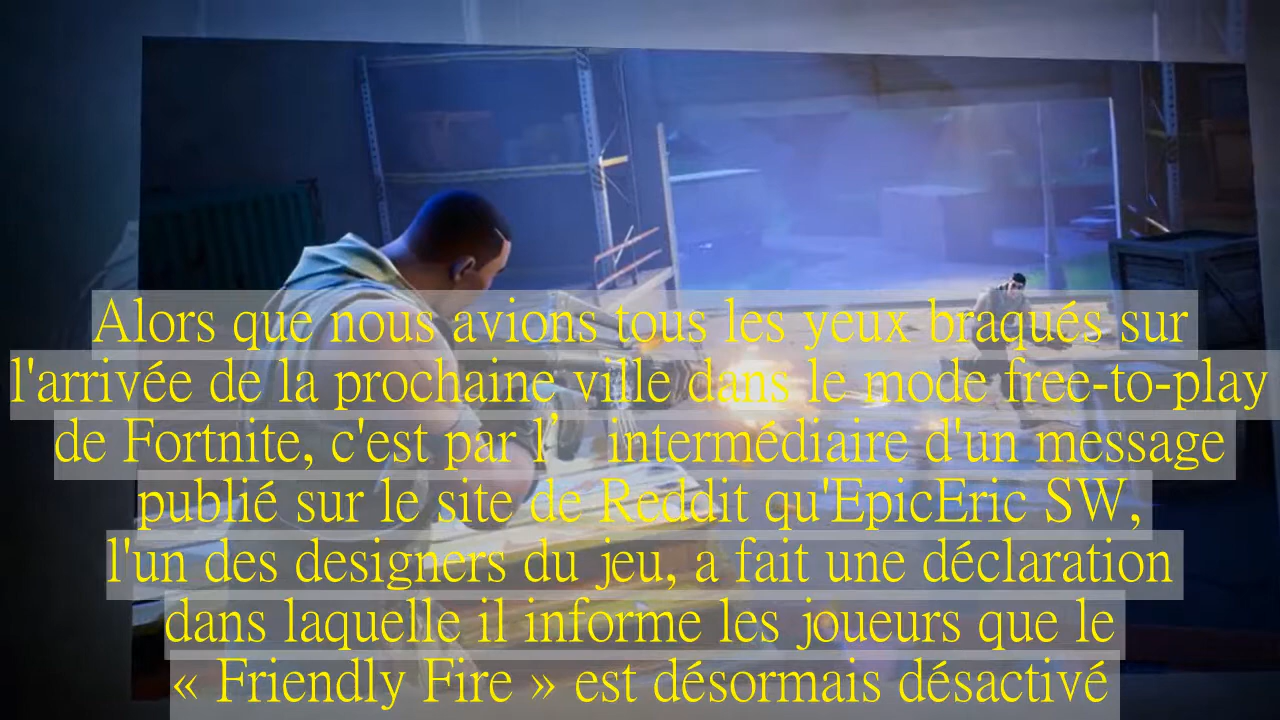 Alors que nous avions tous les yeux braqués sur
l'arrivée de la prochaine ville dans le mode free-to-play
de Fortnite, c'est par l’ intermédiaire d'un message
publié sur le site de Reddit qu'EpicEric SW,
l'un des designers du jeu, a fait une déclaration
dans laquelle il informe les joueurs que le
« Friendly Fire » est désormais désactivé